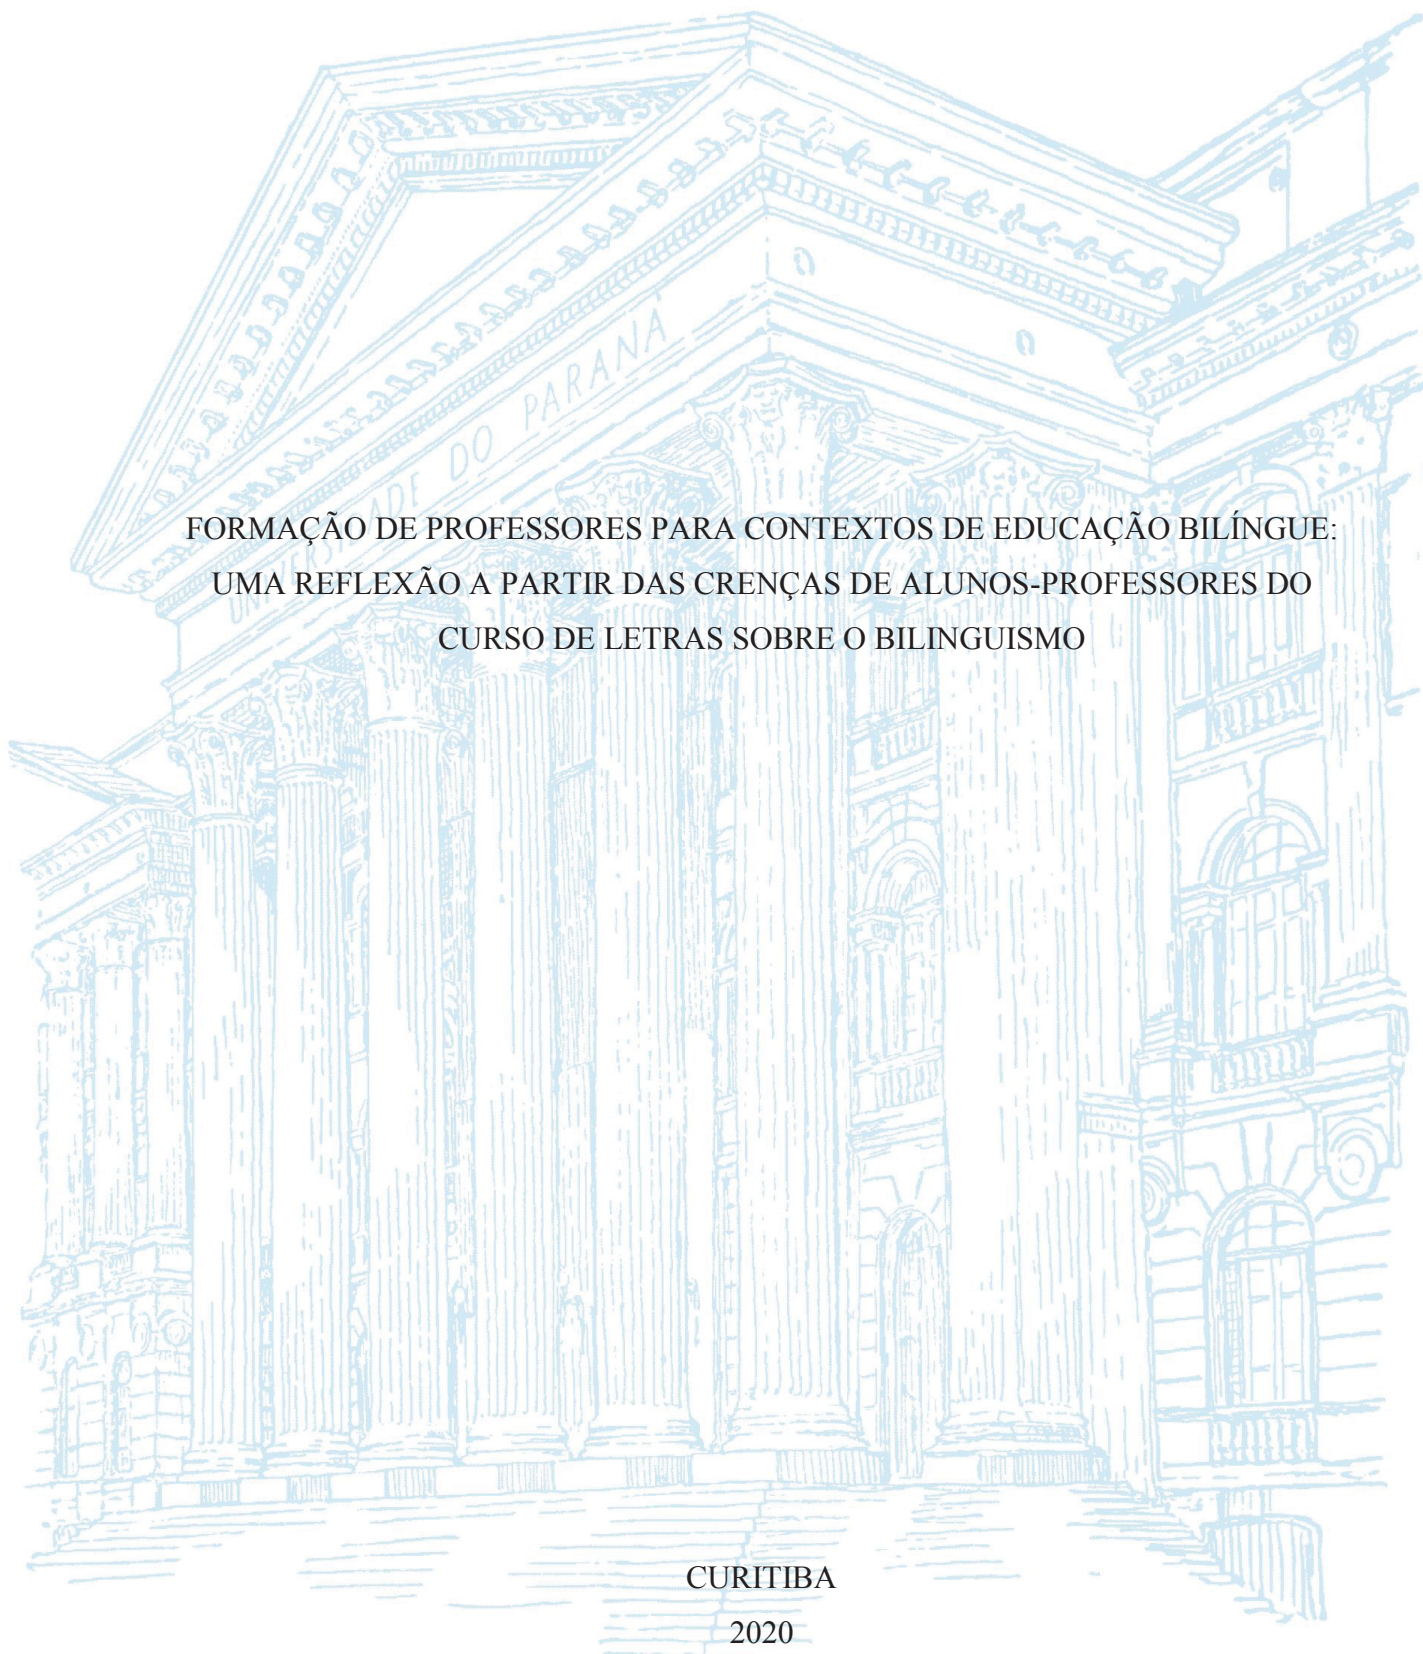 UNIVERSIDADE DO PARANÁ
FORMAÇÃO DE PROFESSORES PARA CONTEXTOS DE EDUCAÇÃO BILÍNGUE:
UMA REFLEXÃO A PARTIR DAS CRENÇAS DE ALUNOS-PROFESSORES DO
CURSO DE LETRAS SOBRE O BILINGUISMO
CURITIBA
2020